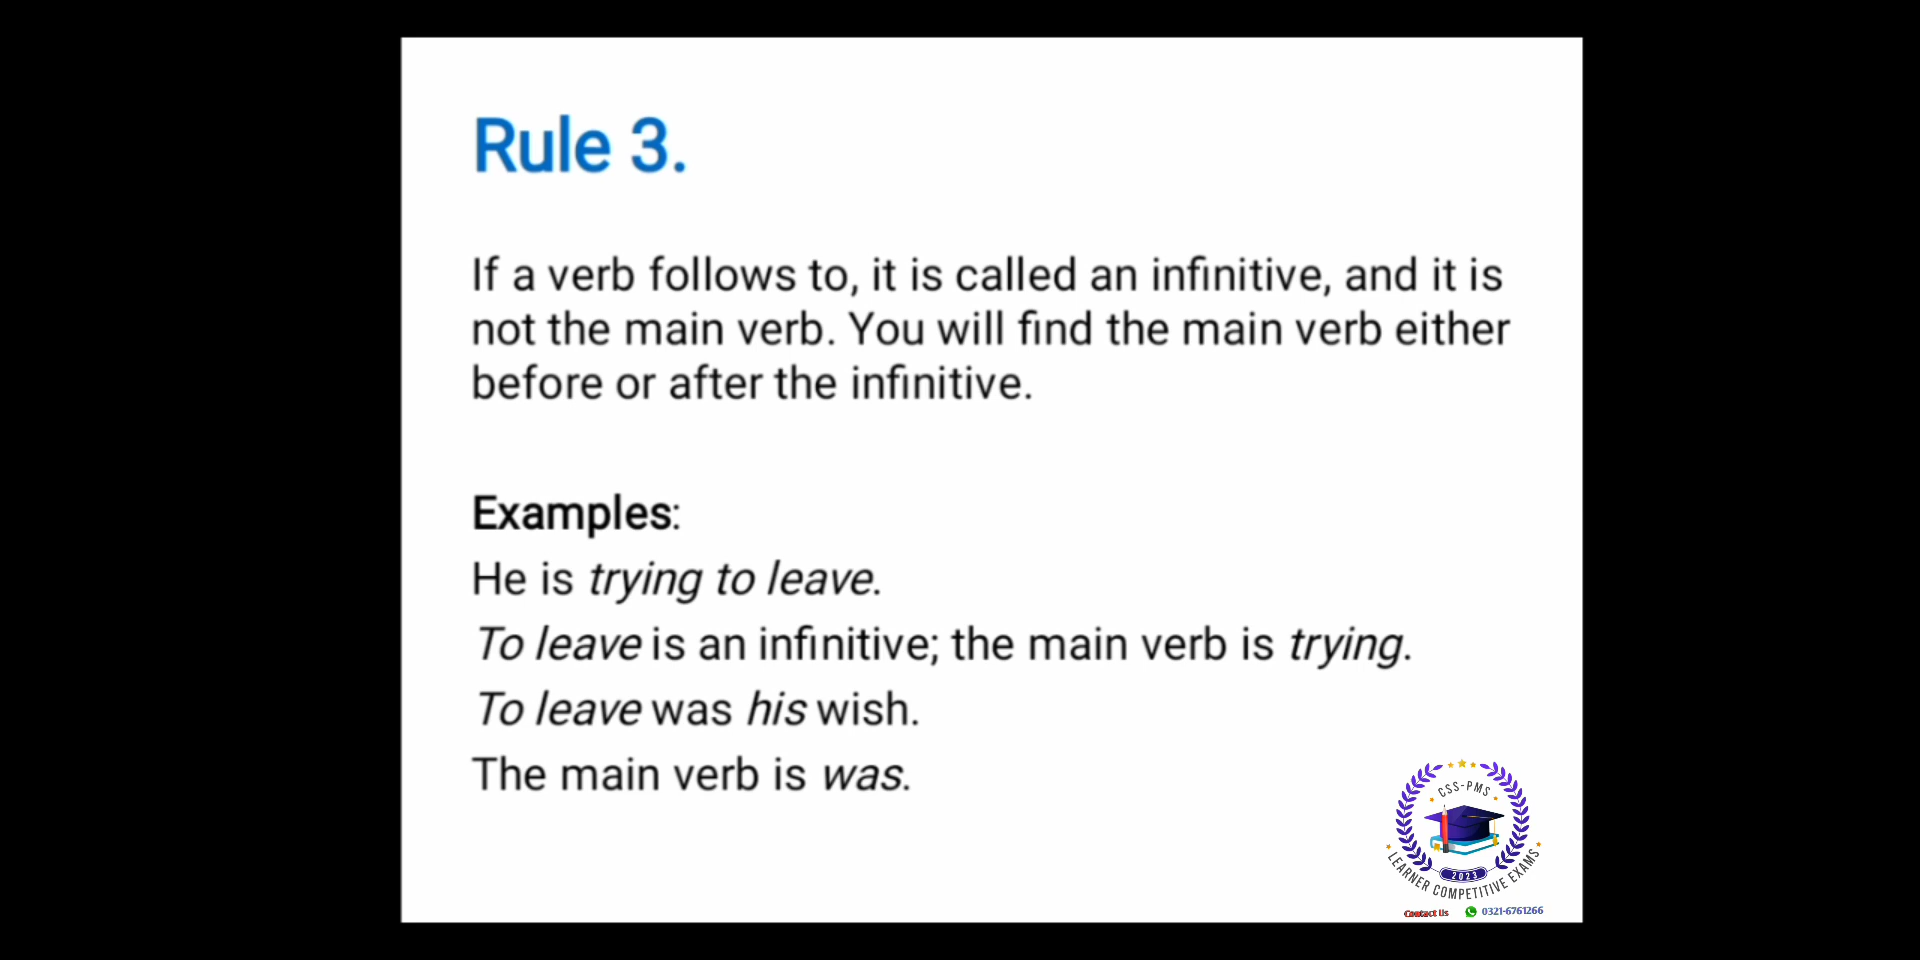 Rule 3.
If a verb follows to, it is called an infinitive, and it is
not the main verb. You will find the main verb either
before or after the infinitive.
Examples:
He is trying to leave.
To leave is an infinitive; the main verb is trying.
To leave was his wish.
The main verb is was.
CSS-PMS
2023
LEARNER COMPETITIVE EXAMS
Contact Us 0321-6761266